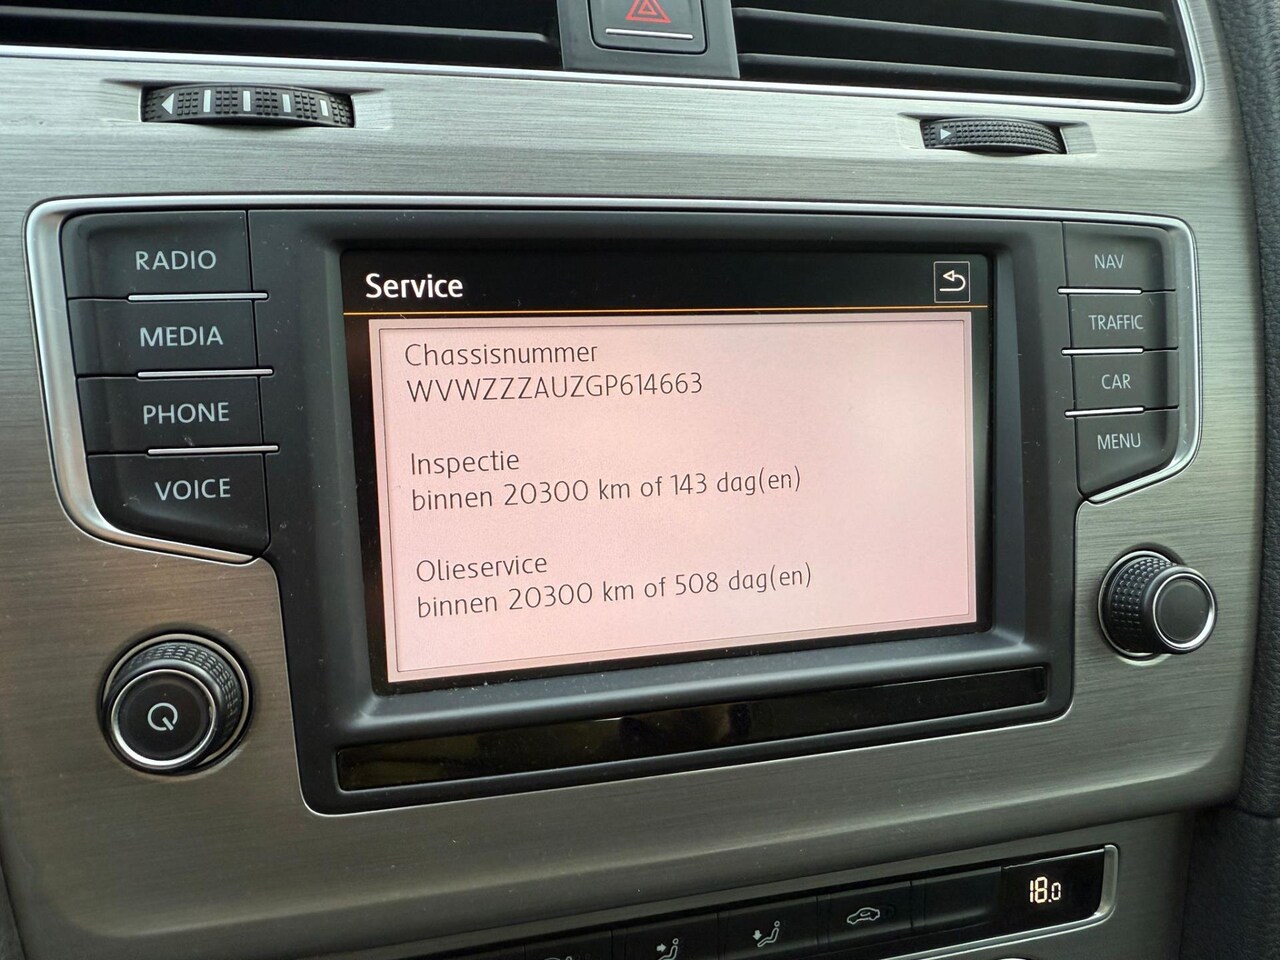 RADIO
MEDIA
PHONE
VOICE
Service
Chassisnummer
WVWZZZAUZGP614663
Inspectie
binnen 20300 km of 143 dag(en)
Olieservice
binnen 20300 km of 508 dag(en)
NAV
TRAFFIC
CAR
MENU
18.0